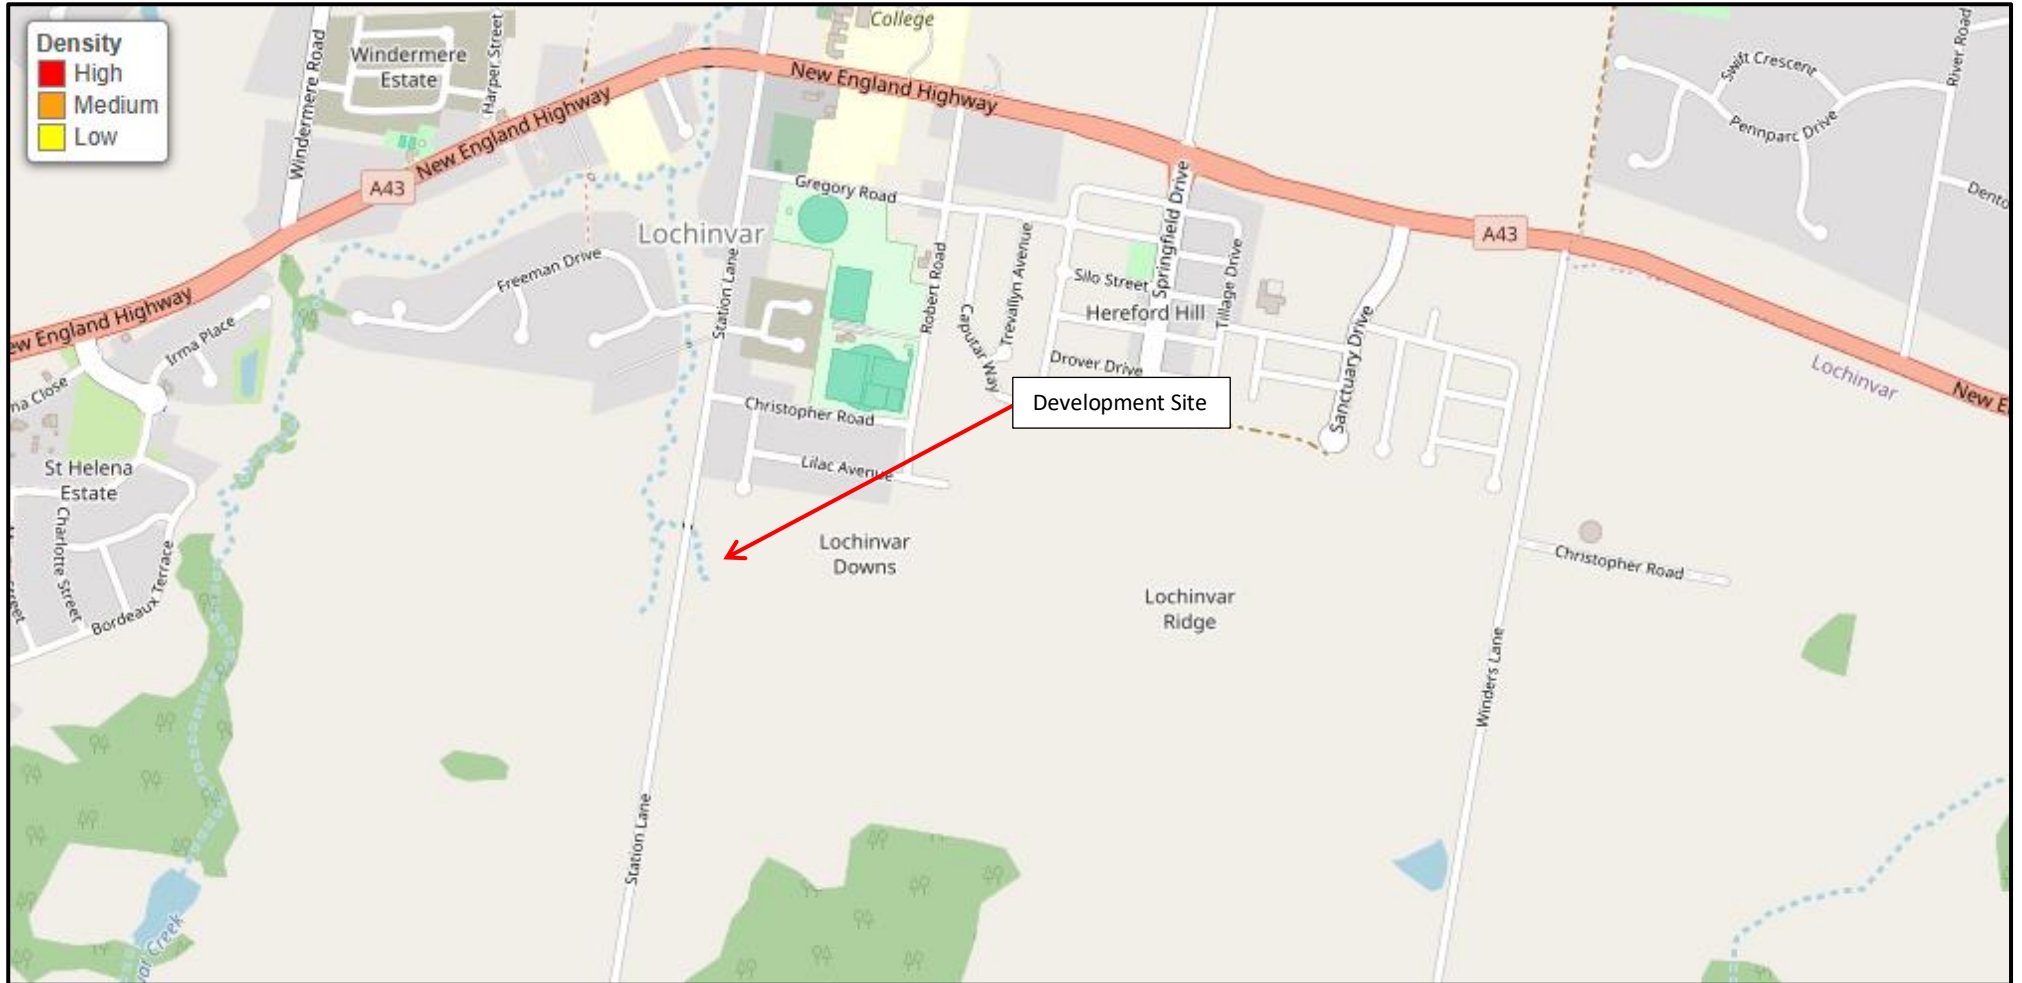 Density
High
Medium
Low
Windermere Road
Windermere
Estate
Harper Street
New England Highway
A43
New England Highway
College
New England Highway
Swift Crescent
Pennparc Drive
River Road
Gregory Road
Lochinvar
Station Lane
Freeman Drive
Irma Place
Robert Road
Caputar Way
Trevallyn Avenue
Silo Street
Springfield Drive
Tillage Drive
Hereford Hill
Drover Drive
Sanctuary Drive
A43
Lochinvar
New
Development Site
Christopher Road
Lilac Avenue
St Helena
Estate
Charlotte Street
Bordeaux Terrace
Lochinvar
Downs
Lochinvar
Ridge
Christopher Road
Winders Lane
Station Lane
Creek